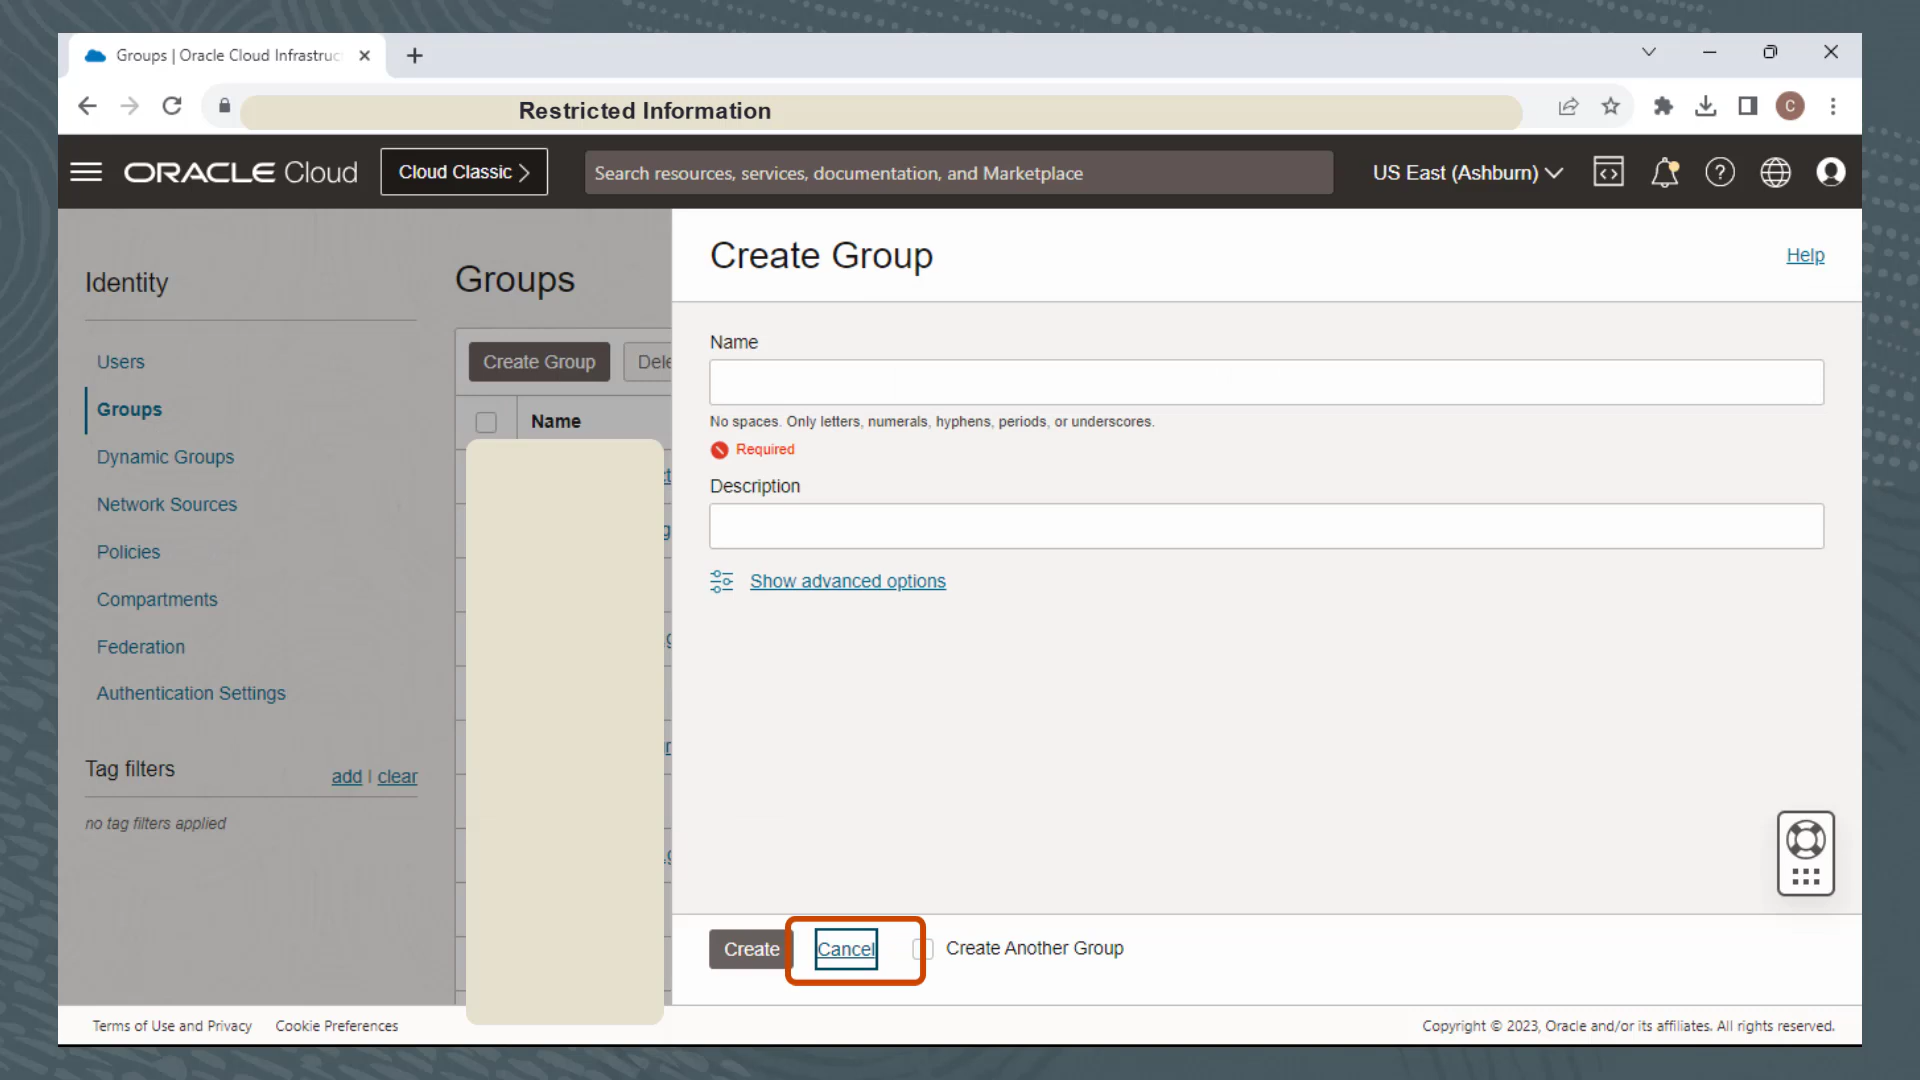 Groups | Oracle Cloud Infrastruc
Restricted Information
C
ORACLE Cloud
Cloud Classic
Search resources, services, documentation, and Marketplace
US East (Ashburn)
Identity
Users
Groups
Dynamic Groups
Network Sources
Policies
Compartments
Federation
Authentication Settings
Tag filters
add | clear
no tag filters applied
Groups
Create Group
Dele
Name
Create Group
Help
Name
No spaces. Only letters, numerals, hyphens, periods, or underscores.
Required
Description
Show advanced options
Create
Cancel
Create Another Group
Terms of Use and Privacy
Cookie Preferences
Copyright © 2023, Oracle and/or its affiliates. All rights reserved.